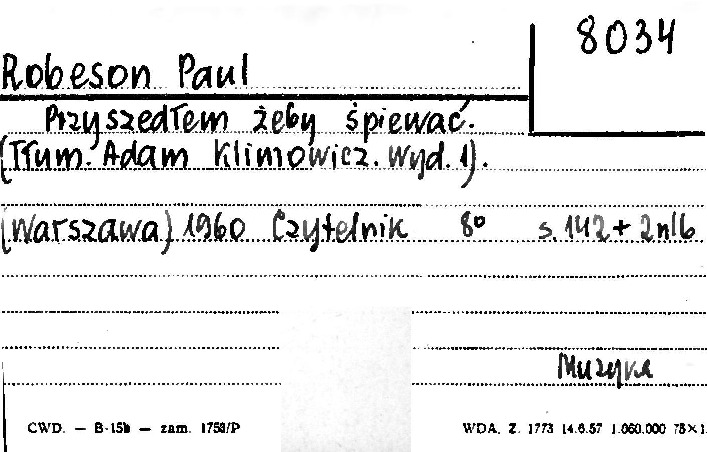 8034
Robeson Paul
Przyszedłem żeby śpiewać.
(Tłum. Adam Klimowicz. Wyd. 1).
(Warszawa) 1960 Czytelnik 8º s. 142 + 2nlb
Muzyka
CWD. — B-15b — zam. 1758/P WDA. Z. 1773 14.6.57 1.060.000 75×1